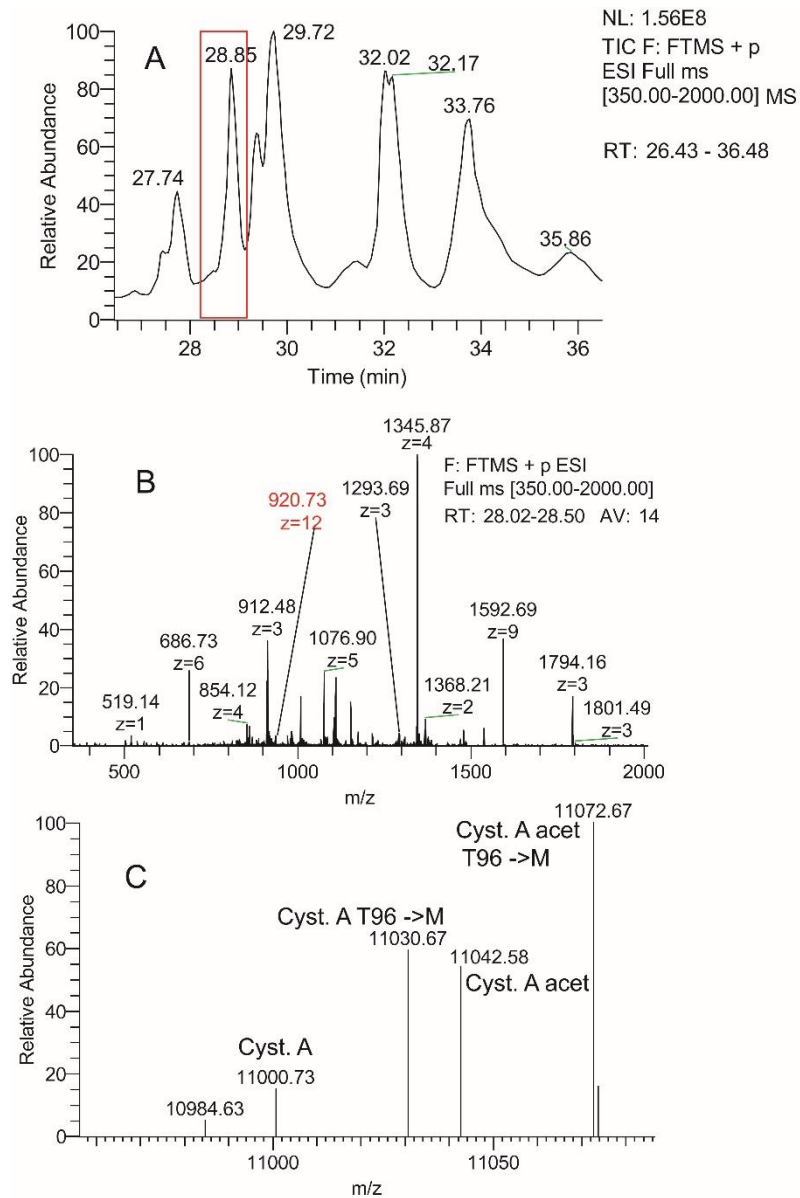 A
NL: 1.56E8
TIC F: FTMS + p
ESI Full ms
[350.00-2000.00] MS
RT: 26.43 - 36.48
Relative Abundance
100
80
60
40
20
0
27.74
28.85
29.72
32.02
32.17
33.76
35.86
28
30
32
34
36
Time (min)
B
F: FTMS + p ESI
Full ms [350.00-2000.00]
RT: 28.02-28.50 AV: 14
Relative Abundance
100
80
60
40
20
0
519.14
z=1
686.73
z=6
854.12
z=4
912.48
z=3
920.73
z=12
1076.90
z=5
1293.69
z=3
1345.87
z=4
1368.21
z=2
1592.69
z=9
1794.16
z=3
1801.49
z=3
500
1000
1500
2000
m/z
C
Relative Abundance
100
80
60
40
20
0
10984.63
Cyst. A
11000.73
Cyst. A T96 ->M
11030.67
11042.58
Cyst. A acet
11072.67
Cyst. A acet
T96 ->M
11000
11050
m/z